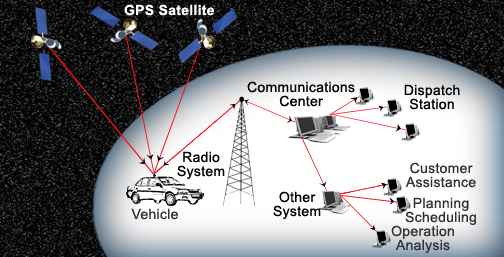 GPS Satellite
Communications
Center
Dispatch
Station
Radio
System
Vehicle
Other
System
Customer
Assistance
Planning
Scheduling
Operation
Analysis